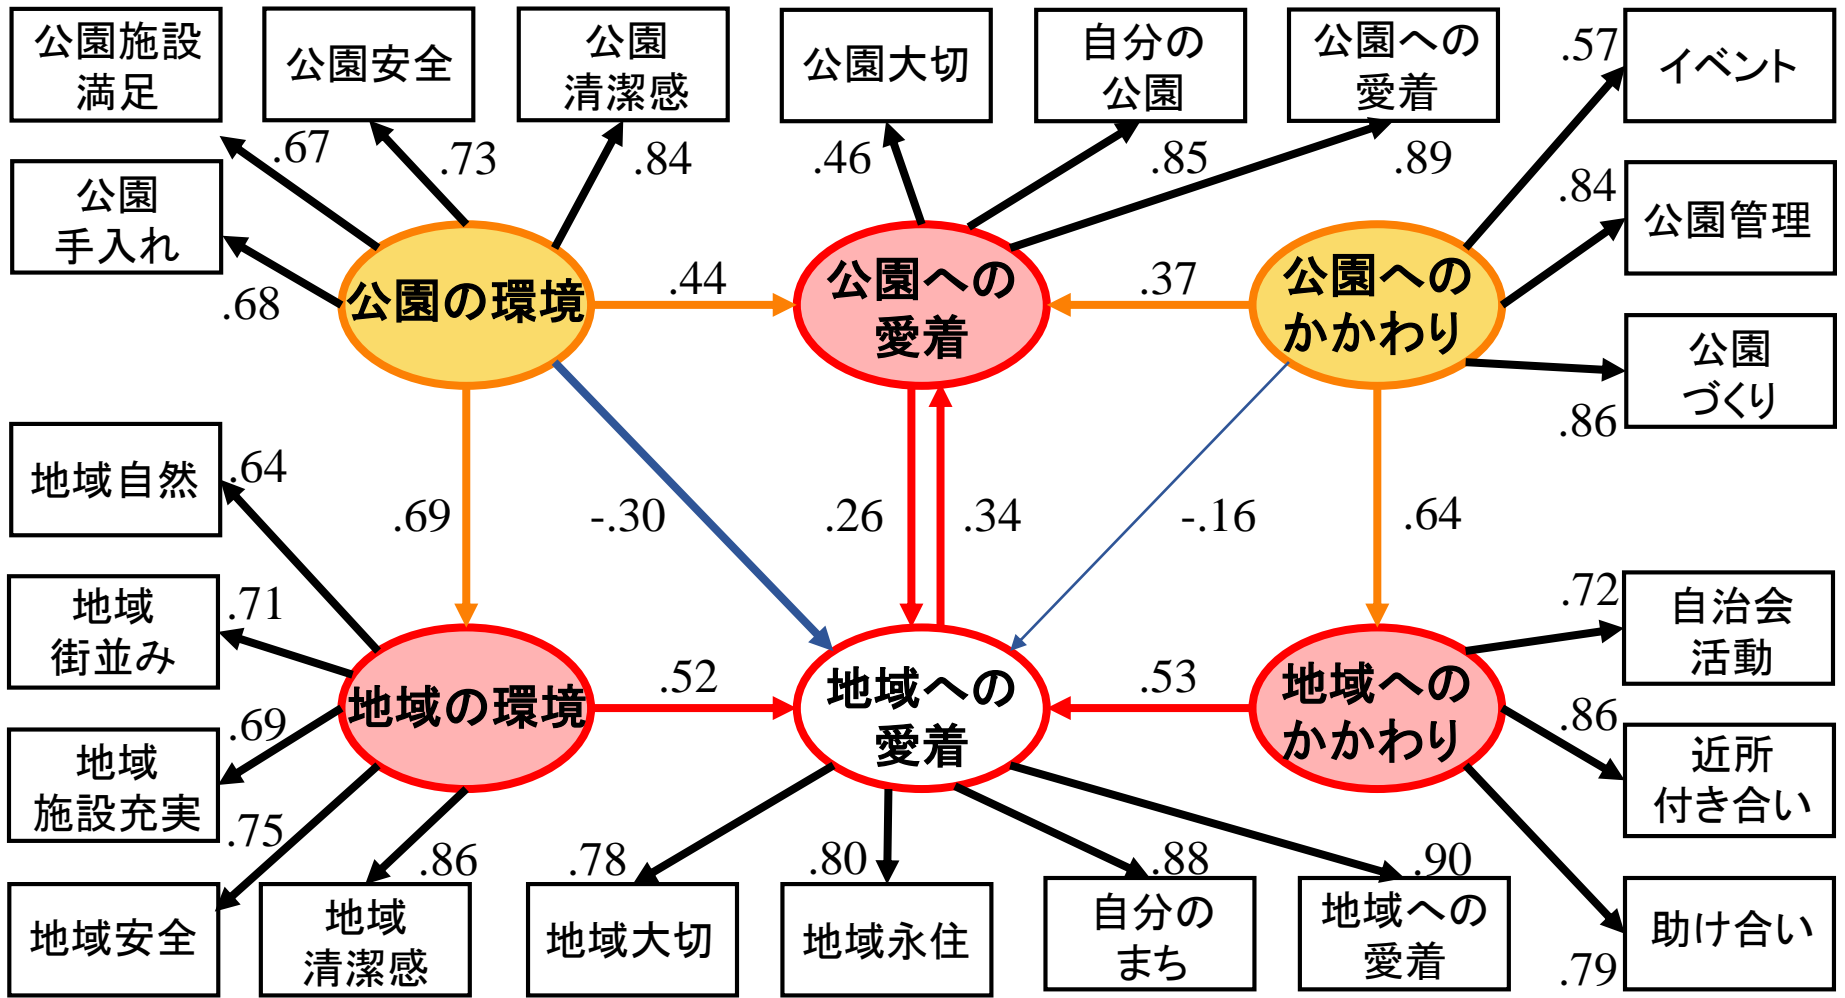 公園施設
満足
公園安全
公園
清潔感
公園大切
自分の
公園
公園への
愛着
.57
イベント
.67
.73
.84
.46
.85
.89
公園
手入れ
.84
公園管理
.68
公園の環境
.44
公園への
愛着
.37
公園への
かかわり
公園
づくり
.86
地域自然
.64
.69
-.30
.26
.34
-.16
.64
地域
街並み
.71
.72
自治会
活動
地域
施設充実
.69
地域の環境
.52
地域への
愛着
.53
地域への
かかわり
.86
近所
付き合い
.75
.86
.78
.80
.88
.90
地域安全
地域
清潔感
地域大切
地域永住
自分の
まち
地域への
愛着
.79
助け合い